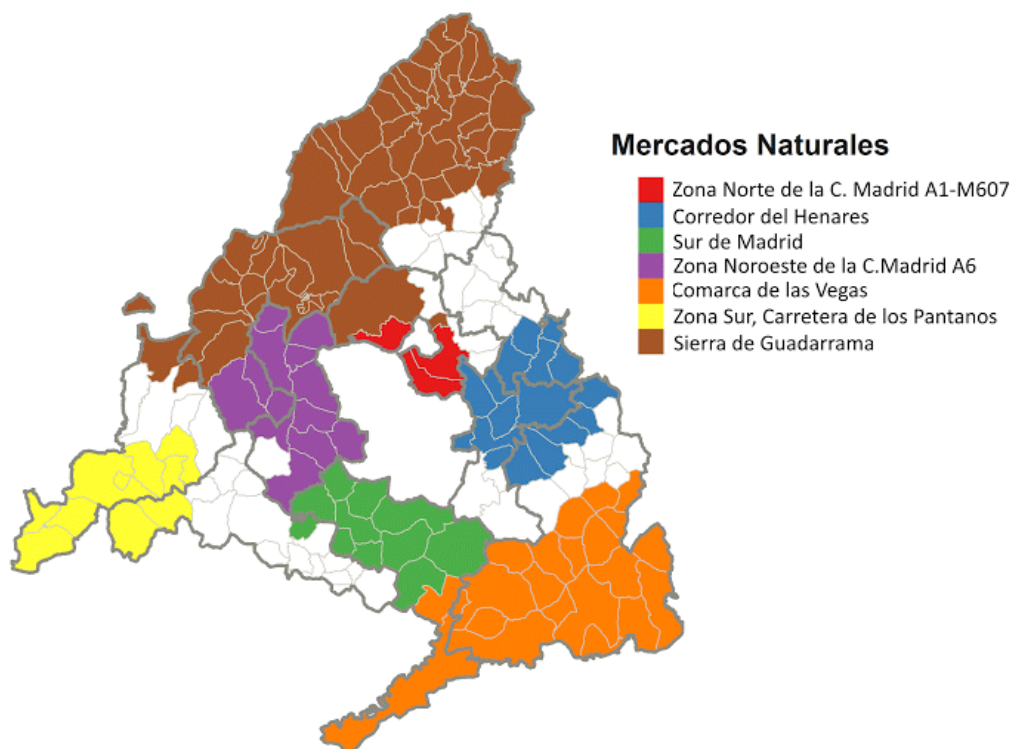 Mercados Naturales
Zona Norte de la C. Madrid A1-M607
Corredor del Henares
Sur de Madrid
Zona Noroeste de la C.Madrid A6
Comarca de las Vegas
Zona Sur, Carretera de los Pantanos
Sierra de Guadarrama